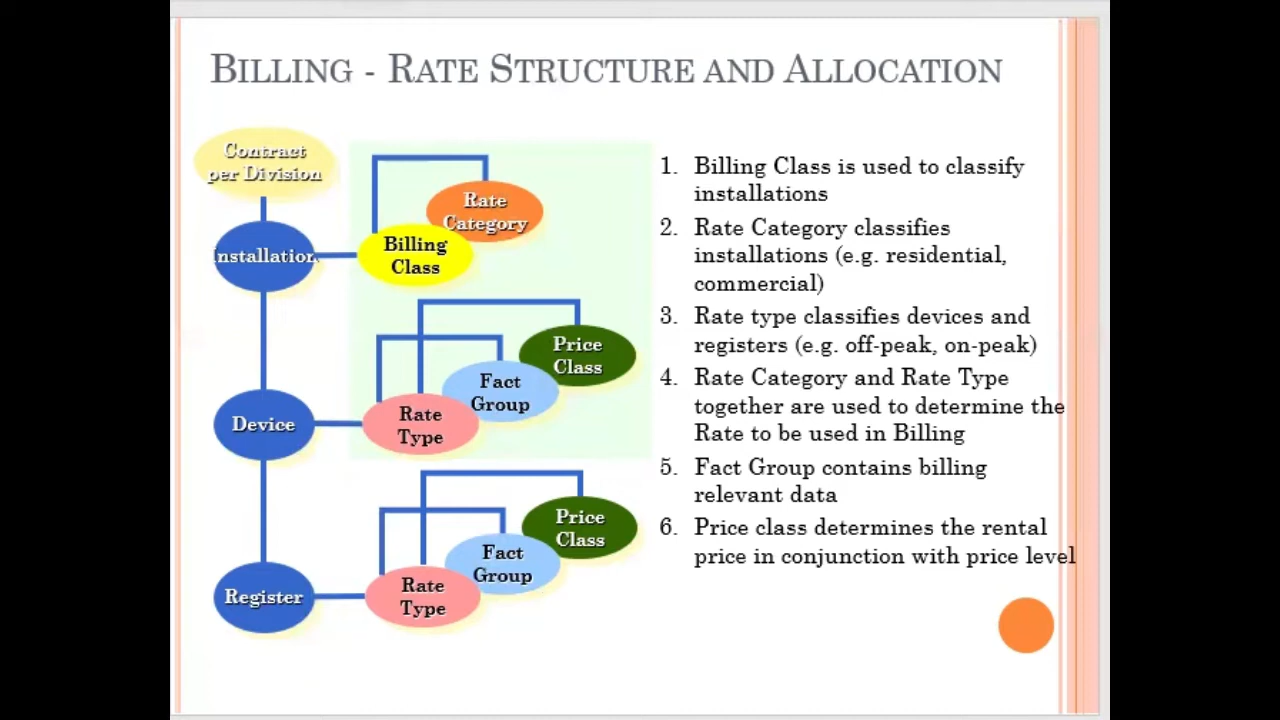 BILLING - RATE STRUCTURE AND ALLOCATION
Contract
per Division
Installation
Device
Register
Rate
Category
Billing
Class
Price
Class
Fact
Group
Rate
Type
Price
Class
Fact
Group
Rate
Type
1. Billing Class is used to classify
installations
2. Rate Category classifies
installations (e.g. residential,
commercial)
3. Rate type classifies devices and
registers (e.g. off-peak, on-peak)
4. Rate Category and Rate Type
together are used to determine the
Rate to be used in Billing
5. Fact Group contains billing
relevant data
6. Price class determines the rental
price in conjunction with price level